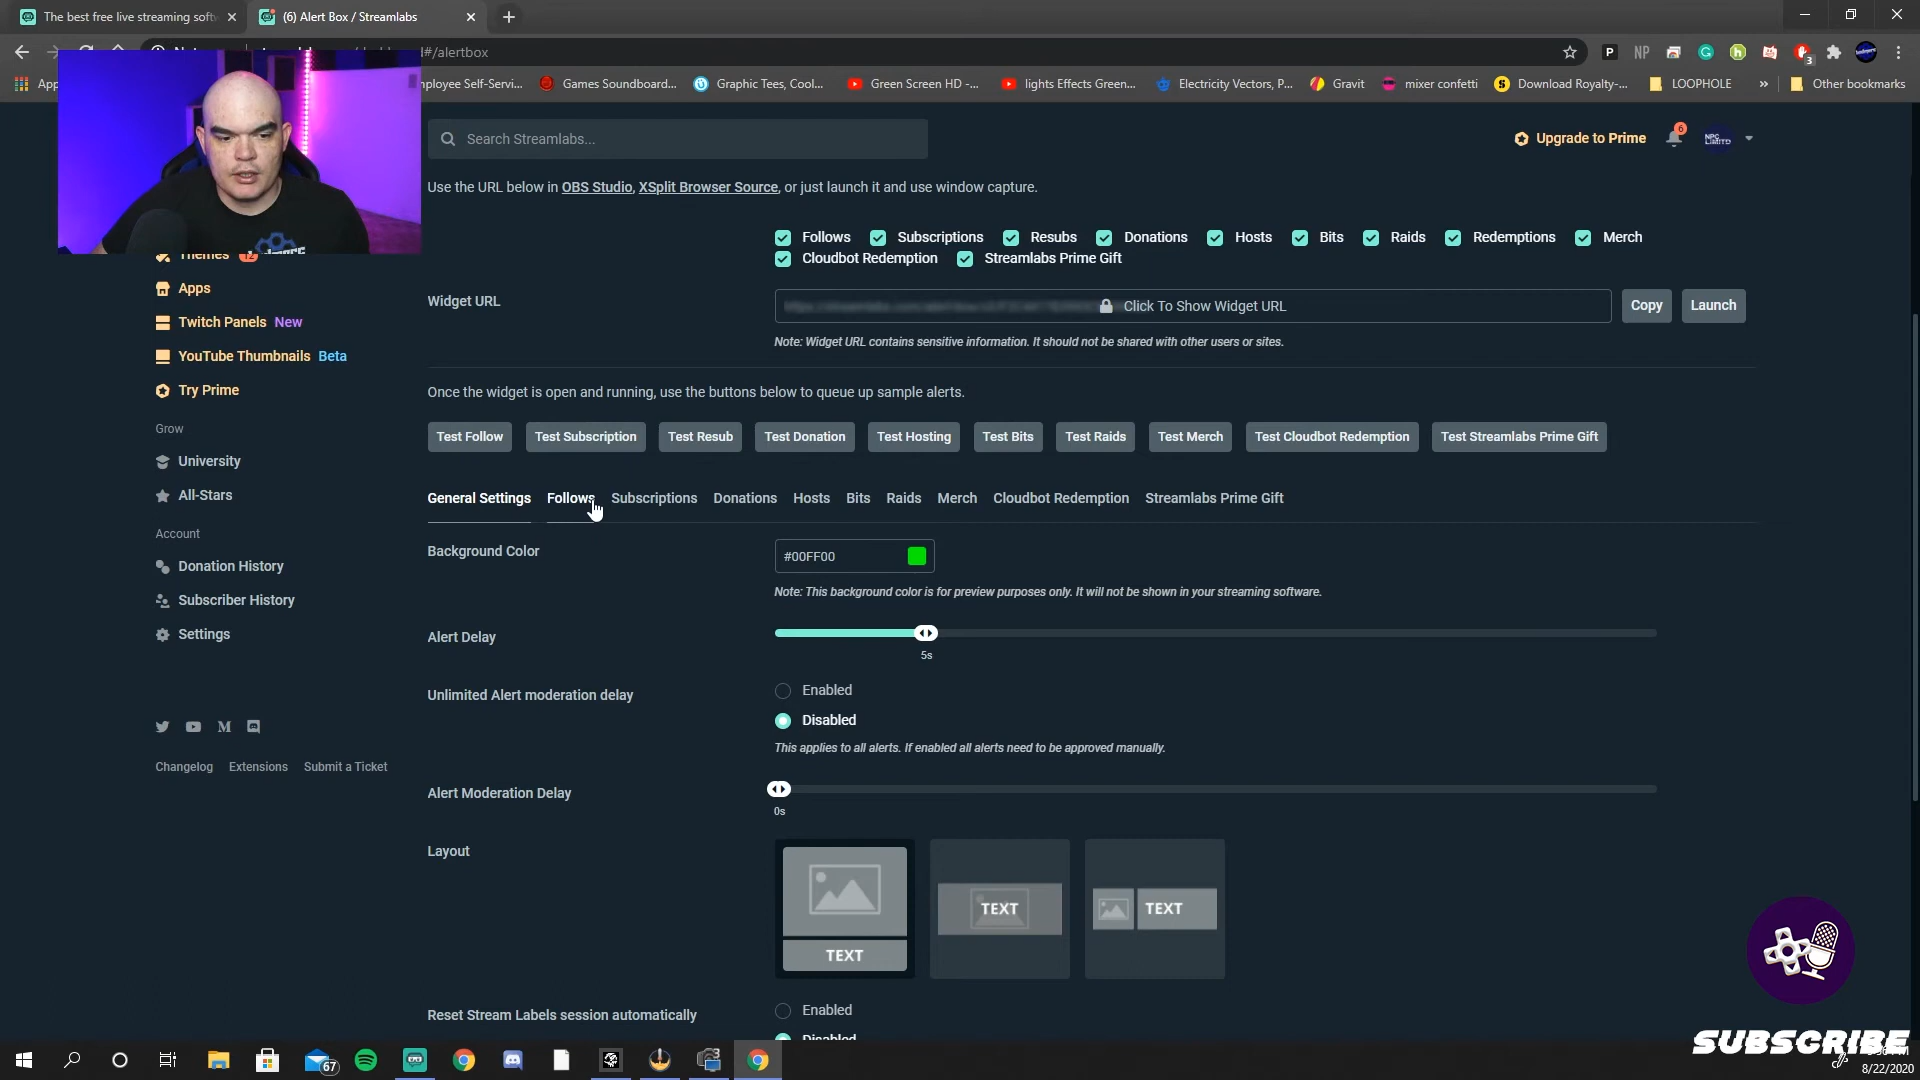 The best free live streaming softw
(6) Alert Box / Streamlabs
#/alertbox
3
mployee Self-Servi...
Games Soundboard...
Graphic Tees, Cool...
Green Screen HD -...
lights Effects Green...
Electricity Vectors, P...
Gravit
mixer confetti
Download Royalty-...
LOOPHOLE
Other bookmarks
Search Streamlabs...
Upgrade to Prime
6
NPC LIMITD
Use the URL below in OBS Studio, XSplit Browser Source, or just launch it and use window capture.
Follows Subscriptions Resubs Donations Hosts Bits Raids Redemptions Merch
Cloudbot Redemption Streamlabs Prime Gift
Widget URL
Click To Show Widget URL
Copy
Launch
Note: Widget URL contains sensitive information. It should not be shared with other users or sites.
Themes 12
Apps
Twitch Panels New
YouTube Thumbnails Beta
Try Prime
Grow
University
All-Stars
Account
Donation History
Subscriber History
Settings
Changelog Extensions Submit a Ticket
Once the widget is open and running, use the buttons below to queue up sample alerts.
Test Follow Test Subscription Test Resub Test Donation Test Hosting Test Bits Test Raids Test Merch Test Cloudbot Redemption Test Streamlabs Prime Gift
General Settings Follows Subscriptions Donations Hosts Bits Raids Merch Cloudbot Redemption Streamlabs Prime Gift
Background Color
#00FF00
Note: This background color is for preview purposes only. It will not be shown in your streaming software.
Alert Delay
5s
Unlimited Alert moderation delay
Enabled
Disabled
This applies to all alerts. If enabled all alerts need to be approved manually.
Alert Moderation Delay
0s
Layout
TEXT
TEXT
TEXT
Reset Stream Labels session automatically
Enabled
Disabled
SUBSCRIBE
67
8/22/2020